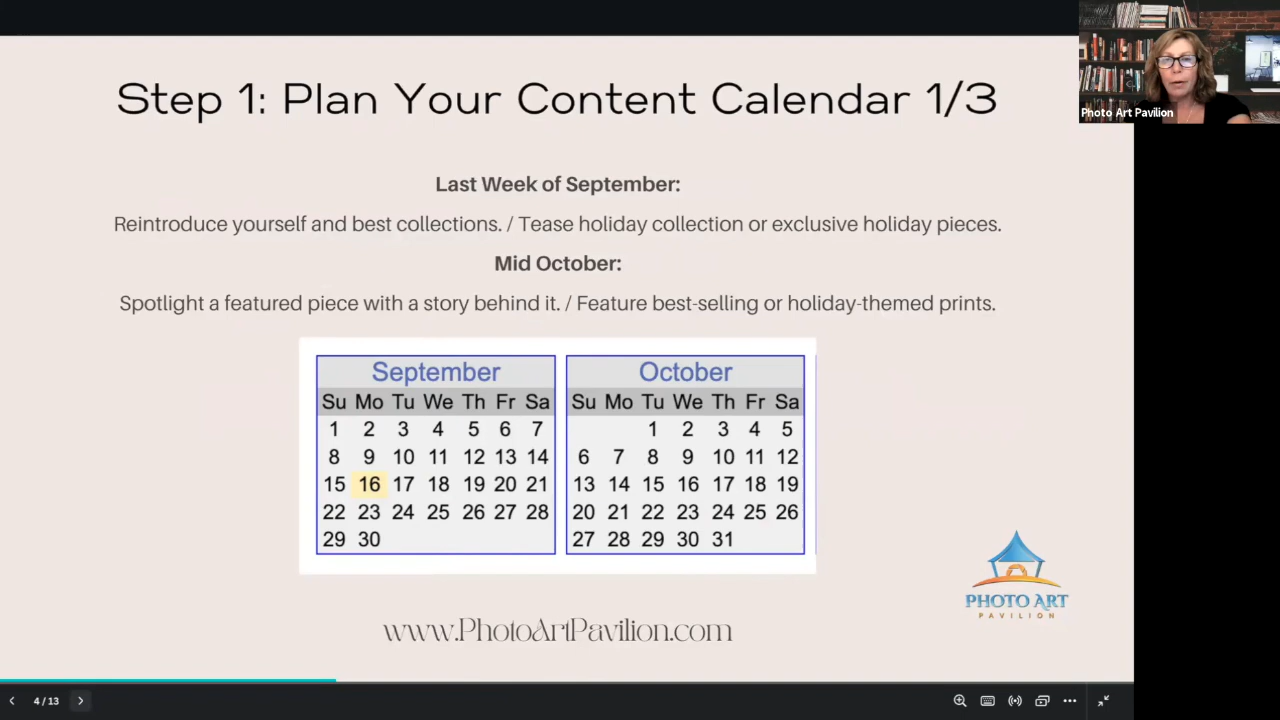 Step 1: Plan Your Content Calendar 1/3
Photo Art Pavilion
Last Week of September:
Reintroduce yourself and best collections. / Tease holiday collection or exclusive holiday pieces.
Mid October:
Spotlight a featured piece with a story behind it. / Feature best-selling or holiday-themed prints.
September
Su Mo Tu We Th Fr Sa
1 2 3 4 5 6 7
8 9 10 11 12 13 14
15 16 17 18 19 20 21
22 23 24 25 26 27 28
29 30
October
Su Mo Tu We Th Fr Sa
1 2 3 4 5
6 7 8 9 10 11 12
13 14 15 16 17 18 19
20 21 22 23 24 25 26
27 28 29 30 31
PHOTO ART
PAVILION
www.PhotoArtPavilion.com
4 / 13